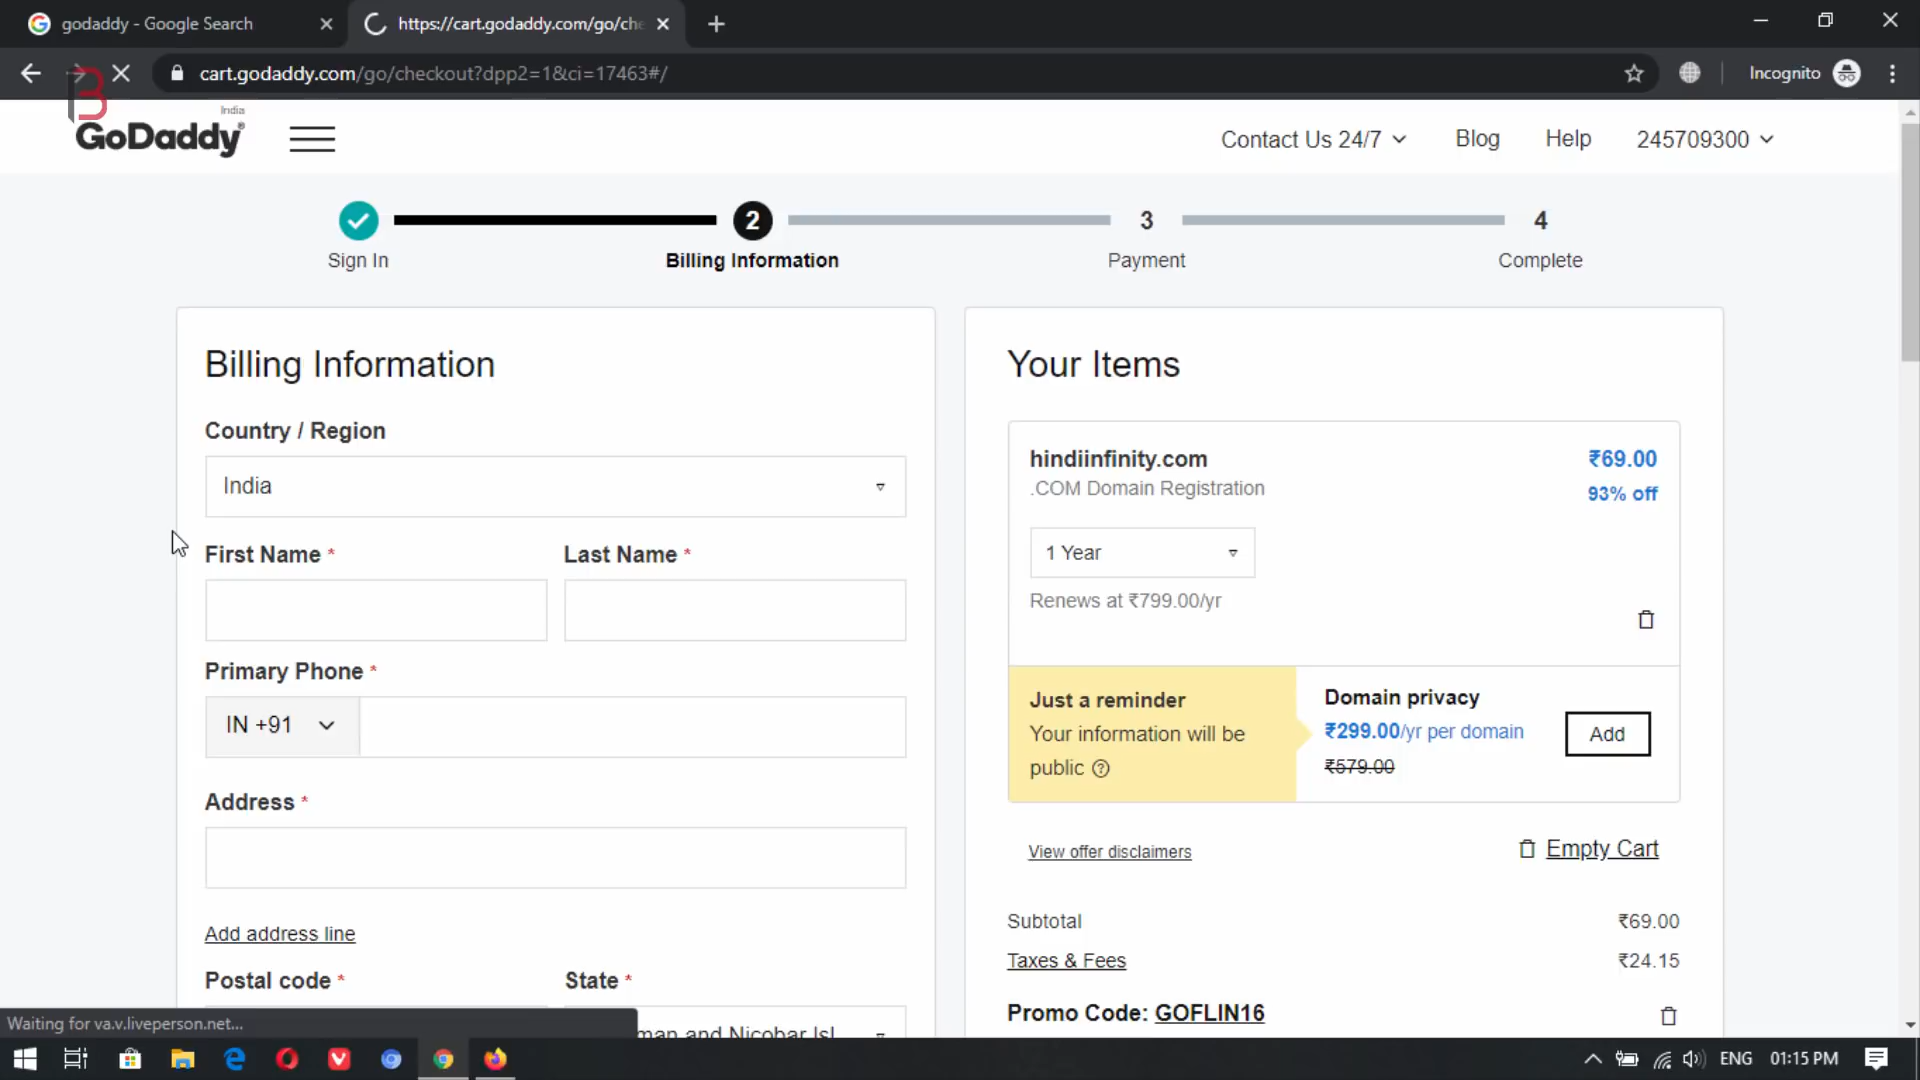 godaddy - Google Search
https://cart.godaddy.com/go/che
cart.godaddy.com/go/checkout?dpp2=1&ci=17463#/
Incognito
India
GoDaddy
Contact Us 24/7
Blog
Help
245709300
2
3
4
Sign In
Billing Information
Payment
Complete
Billing Information
Country / Region
India
First Name *
Last Name *
Primary Phone *
IN +91
Address *
Add address line
Postal code *
State *
man and Nicobar Isl
Your Items
hindiinfinity.com
₹69.00
.COM Domain Registration
93% off
1 Year
Renews at ₹799.00/yr
Just a reminder
Your information will be
public
Domain privacy
₹299.00/yr per domain
₹579.00
Add
View offer disclaimers
Empty Cart
Subtotal
₹69.00
Taxes & Fees
₹24.15
Promo Code: GOFLIN16
Waiting for va.v.liveperson.net...
ENG
01:15 PM